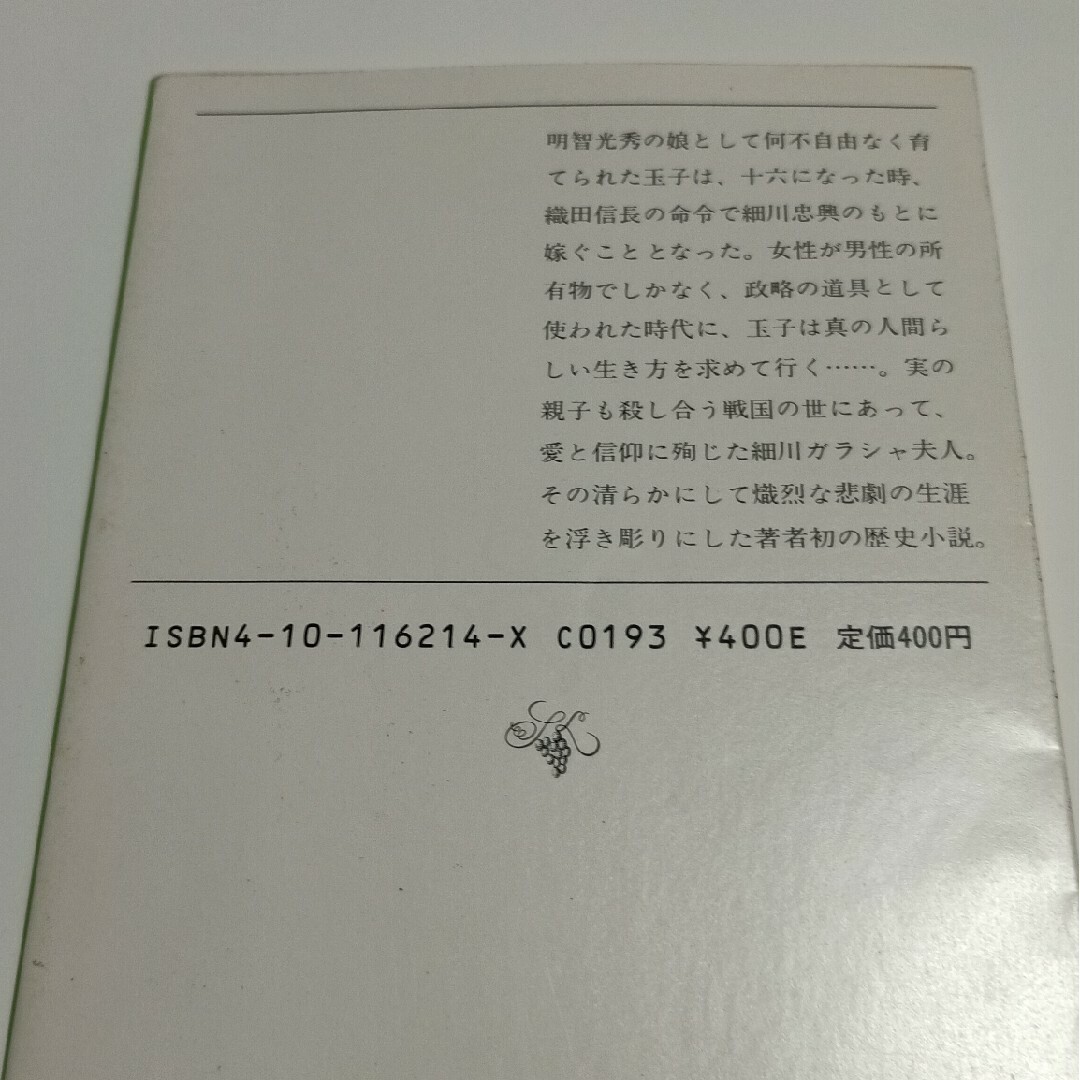 明智光秀の娘として何不自由なく育
てられた玉子は、十六になった時、
織田信長の命令で細川忠興のもとに
嫁ぐこととなった。女性が男性の所
有物でしかなく、政略の道具として
使われた時代に、玉子は真の人間ら
しい生き方を求めて行く……。実の
親子も殺し合う戦国の世にあって、
愛と信仰に殉じた細川ガラシャ夫人。
その清らかにして熾烈な悲劇の生涯
を浮き彫りにした著者初の歴史小説。
ISBN4-10-116214-X C0193 ¥400E 定価400円